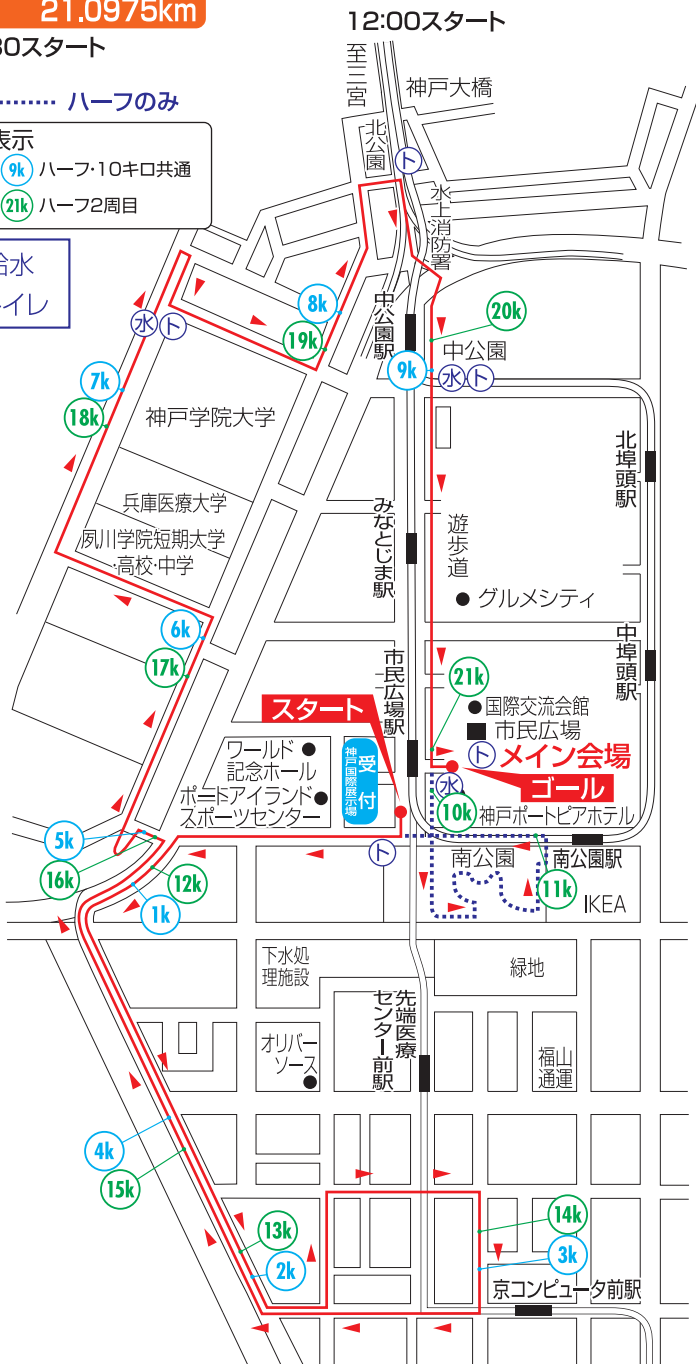 21.0975km
30スタート
12:00スタート
ハーフのみ
表示
9k ハーフ・10キロ共通
21k ハーフ2周目
給水
トイレ
至三宮
神戸大橋
北公園
ト
水上消防署
中公園駅
8k
19k
20k
中公園
9k
水 ト
水 ト
7k
18k
神戸学院大学
北埠頭駅
兵庫医療大学
みなとじま駅
遊歩道
夙川学院短期大学
・高校・中学
グルメシティ
6k
17k
中埠頭駅
市民広場駅
21k
スタート
国際交流会館
市民広場
ワールド
記念ホール
受付
神戸国際展示場
ト メイン会場
ゴール
ポートアイランド
スポーツセンター
水
10k
神戸ポートピアホテル
5k
16k
12k
1k
ト
南公園
南公園駅
11k
IKEA
下水処
理施設
緑地
先端医療
センター前駅
オリバー
ソース
福山
通運
4k
15k
13k
2k
14k
3k
京コンピュータ前駅